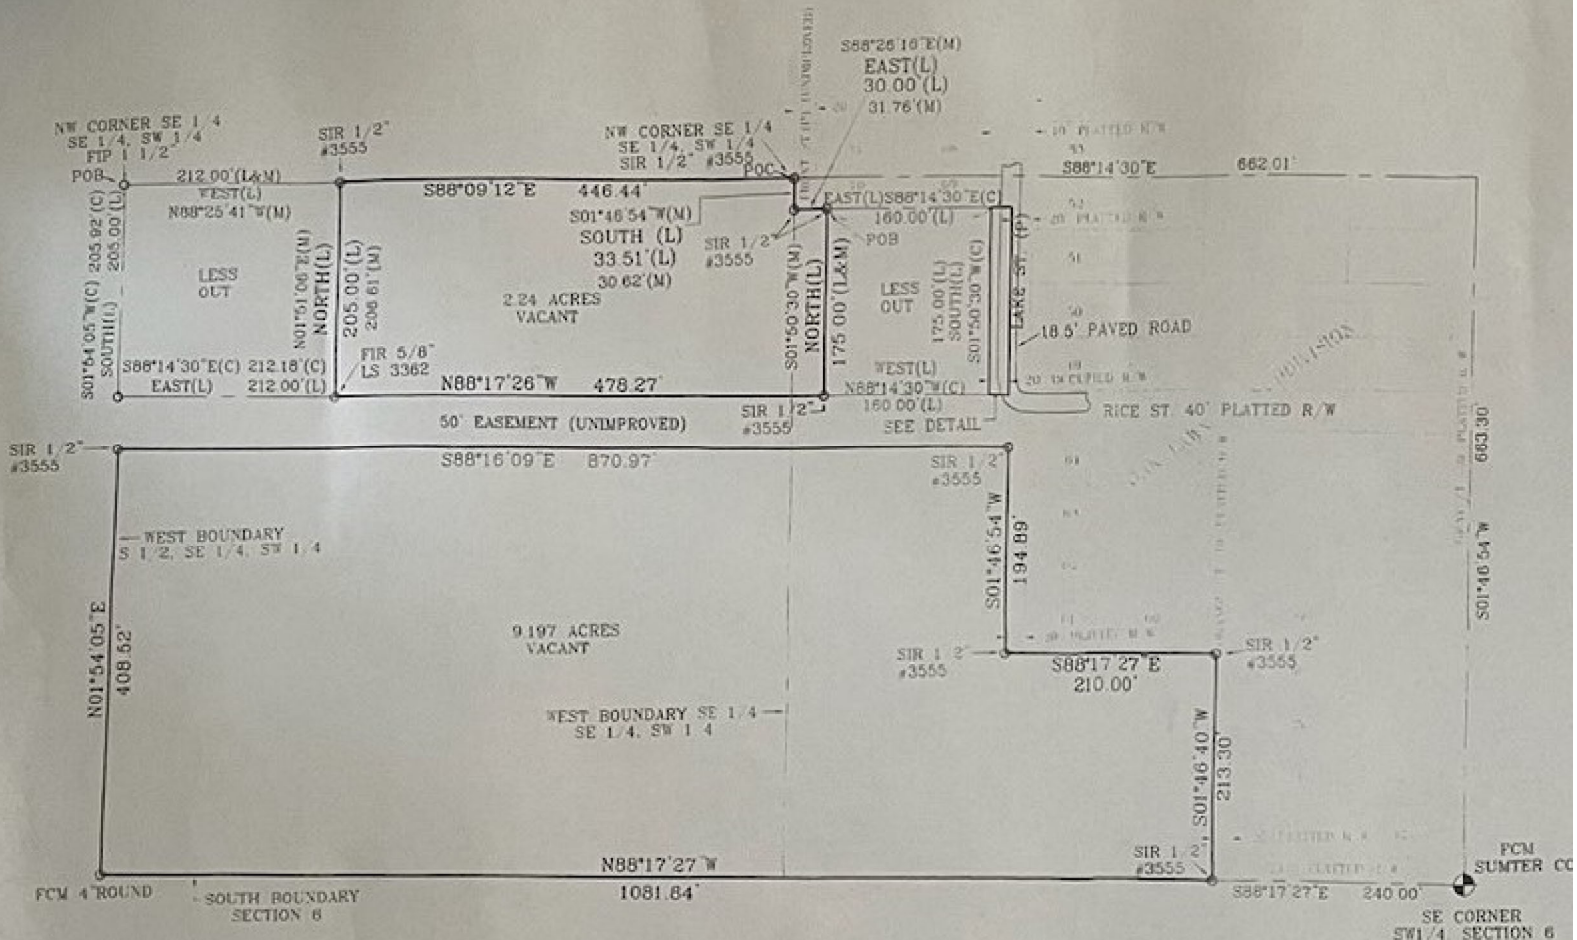 S88°26'16"E(M)
EAST(L)
30.00'(L)
31.76'(M)
NW CORNER SE 1/4
SE 1/4, SW 1/4
FIP 1 1/2"
POB
SIR 1/2"
#3555
NW CORNER SE 1/4
SE 1/4, SW 1/4
SIR 1/2" #3555
POC
10' PLATTED R/W
S88°14'30"E 662.01'
212.00'(L&M)
WEST(L)
N88°25'41"W(M)
S88°09'12"E 446.44'
S01°46'54"W(M)
SOUTH (L)
33.51'(L)
30.62'(M)
SIR 1/2"
#3555
EAST(L)S88°14'30"E(C)
160.00'(L)
POB
52
20' PLATTED R/W
51
50
S01°54'05"W(C) 205.92'(C)
SOUTH(L) 205.00'(L)
LESS
OUT
N01°51'06"E(M)
NORTH(L)
205.00'(L)
206.61'(M)
2.24 ACRES
VACANT
S01°50'30"W(M)
NORTH(L)
175.00'(L&M)
LESS
OUT
175.00'(L)
SOUTH(L)
S01°50'30"W(C)
LAKE ST. (P)
18.5' PAVED ROAD
S88°14'30"E(C) 212.18'(C)
EAST(L) 212.00'(L)
FIR 5/8"
LS 3362
N88°17'26"W 478.27'
WEST(L)
N88°14'30"W(C)
160.00'(L)
SEE DETAIL
RICE ST. 40' PLATTED R/W
SIR 1/2"
#3555
50' EASEMENT (UNIMPROVED)
663.30'
S01°46'54"W
SIR 1/2"
#3555
S88°16'09"E 870.97'
SIR 1/2"
#3555
WEST BOUNDARY
S 1/2, SE 1/4, SW 1/4
S01°46'54"W
194.89'
N01°54'05"E
408.52'
9.197 ACRES
VACANT
20' PLATTED R/W
SIR 1/2"
#3555
S88°17'27"E
210.00'
SIR 1/2"
#3555
WEST BOUNDARY SE 1/4
SE 1/4, SW 1/4
S01°46'40"W
213.30'
N88°17'27"W
1081.64'
SIR 1/2"
#3555
FCM 4"ROUND
SOUTH BOUNDARY
SECTION 6
S88°17'27"E 240.00'
FCM
SUMTER CO
SE CORNER
SW1/4 SECTION 6